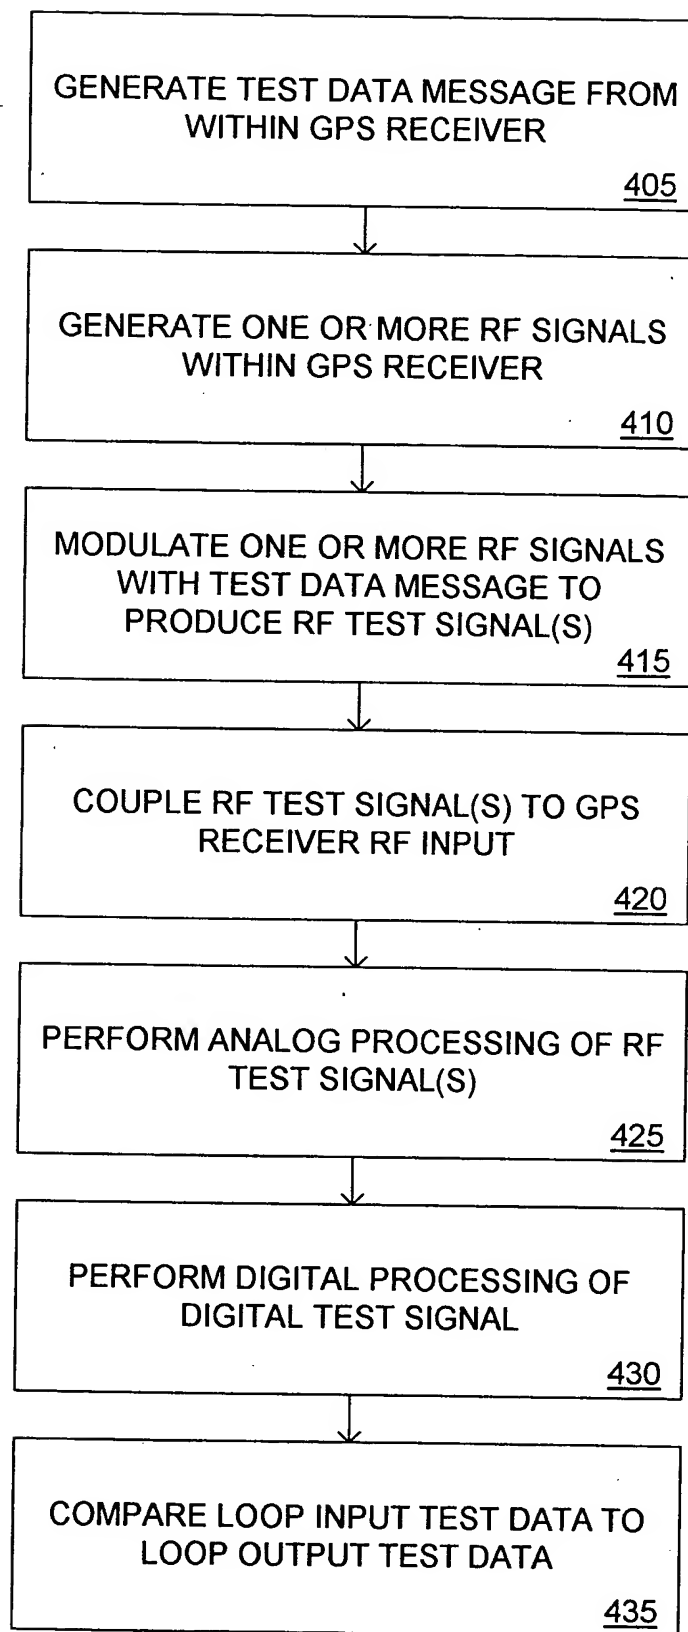 GENERATE TEST DATA MESSAGE FROM
WITHIN GPS RECEIVER
405
GENERATE ONE OR MORE RF SIGNALS
WITHIN GPS RECEIVER
410
MODULATE ONE OR MORE RF SIGNALS
WITH TEST DATA MESSAGE TO
PRODUCE RF TEST SIGNAL(S)
415
COUPLE RF TEST SIGNAL(S) TO GPS
RECEIVER RF INPUT
420
PERFORM ANALOG PROCESSING OF RF
TEST SIGNAL(S)
425
PERFORM DIGITAL PROCESSING OF
DIGITAL TEST SIGNAL
430
COMPARE LOOP INPUT TEST DATA TO
LOOP OUTPUT TEST DATA
435